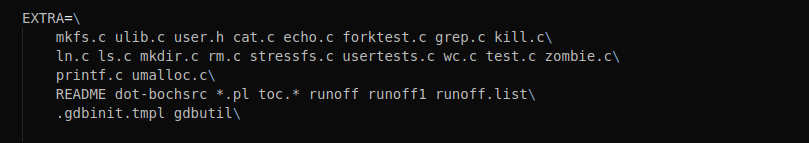 EXTRA=\
mkfs.c ulib.c user.h cat.c echo.c forktest.c grep.c kill.c\
ln.c ls.c mkdir.c rm.c stressfs.c usertests.c wc.c test.c zombie.c\
printf.c umalloc.c\
README dot-bochsrc *.pl toc.* runoff runoff1 runoff.list\
.gdbinit.tmpl gdbutil\